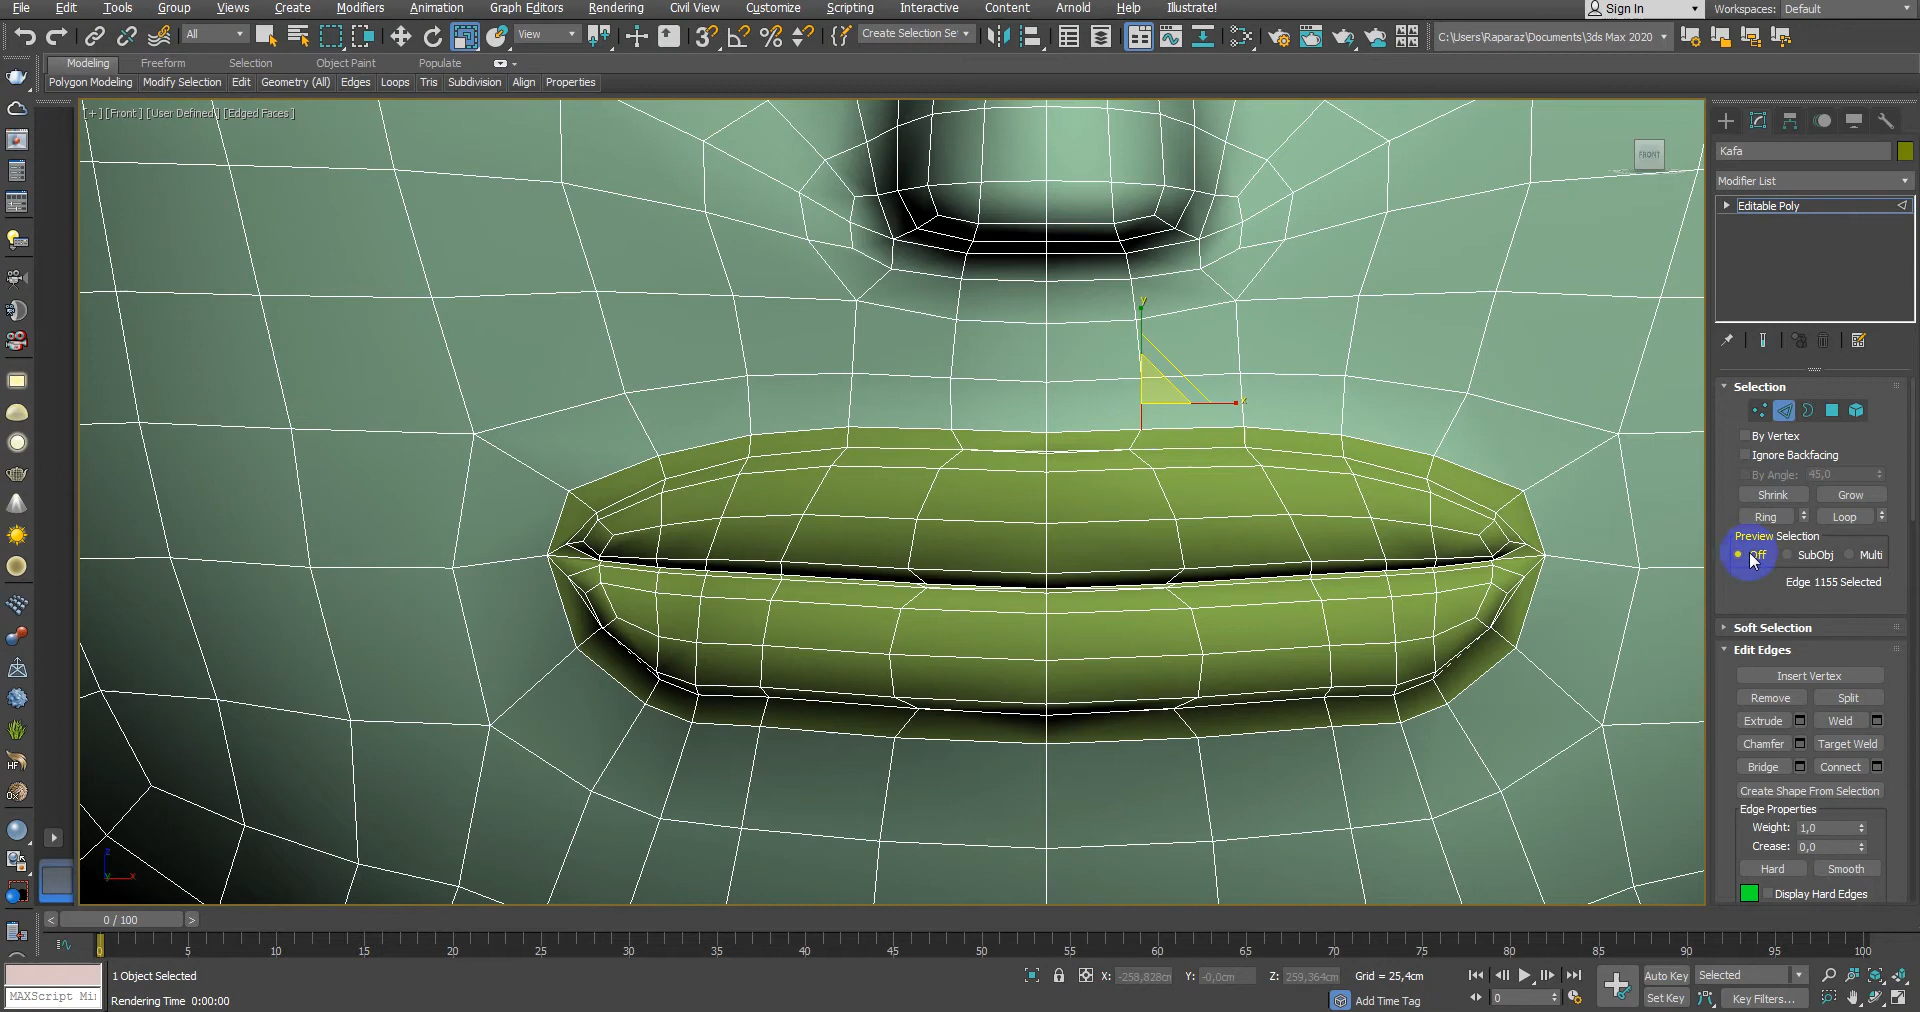 File Edit Tools Group Views Create Modifiers Animation Graph Editors Rendering Civil View Customize Scripting Interactive Content Arnold Help Illustrate! Sign In Workspaces: Default
All View 3 Create Selection Se C:\Users\Raparaz\Documents\3ds Max 2020
Modeling Freeform Selection Object Paint Populate
Polygon Modeling Modify Selection Edit Geometry (All) Edges Loops Tris Subdivision Align Properties
[+] [Front] [User Defined] [Edged Faces]
FRONT
Kafa
Modifier List
Editable Poly
y
x
Selection
By Vertex
Ignore Backfacing
By Angle: 45,0
Shrink Grow
Ring Loop
Preview Selection
Off SubObj Multi
Edge 1155 Selected
Soft Selection
Edit Edges
Insert Vertex
Remove Split
Extrude Weld
Chamfer Target Weld
Bridge Connect
Create Shape From Selection
Edge Properties
Weight: 1,0
Crease: 0,0
Hard Smooth
Display Hard Edges
HF
Ox
z
y x
< 0 / 100 >
0 5 10 15 20 25 30 35 40 45 50 55 60 65 70 75 80 85 90 95 100
1 Object Selected X: -258,828cm Y: -0,0cm Z: 259,364cm Grid = 25,4cm Auto Key Selected
MAXScript Mi Rendering Time 0:00:00 Add Time Tag 0 Set Key Key Filters...